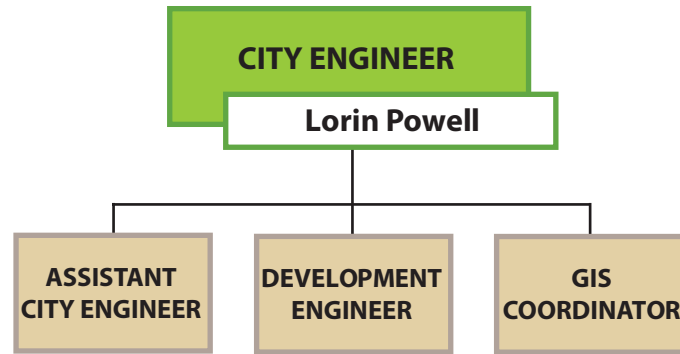 CITY ENGINEER
Lorin Powell
ASSISTANT
CITY ENGINEER
DEVELOPMENT
ENGINEER
GIS
COORDINATOR